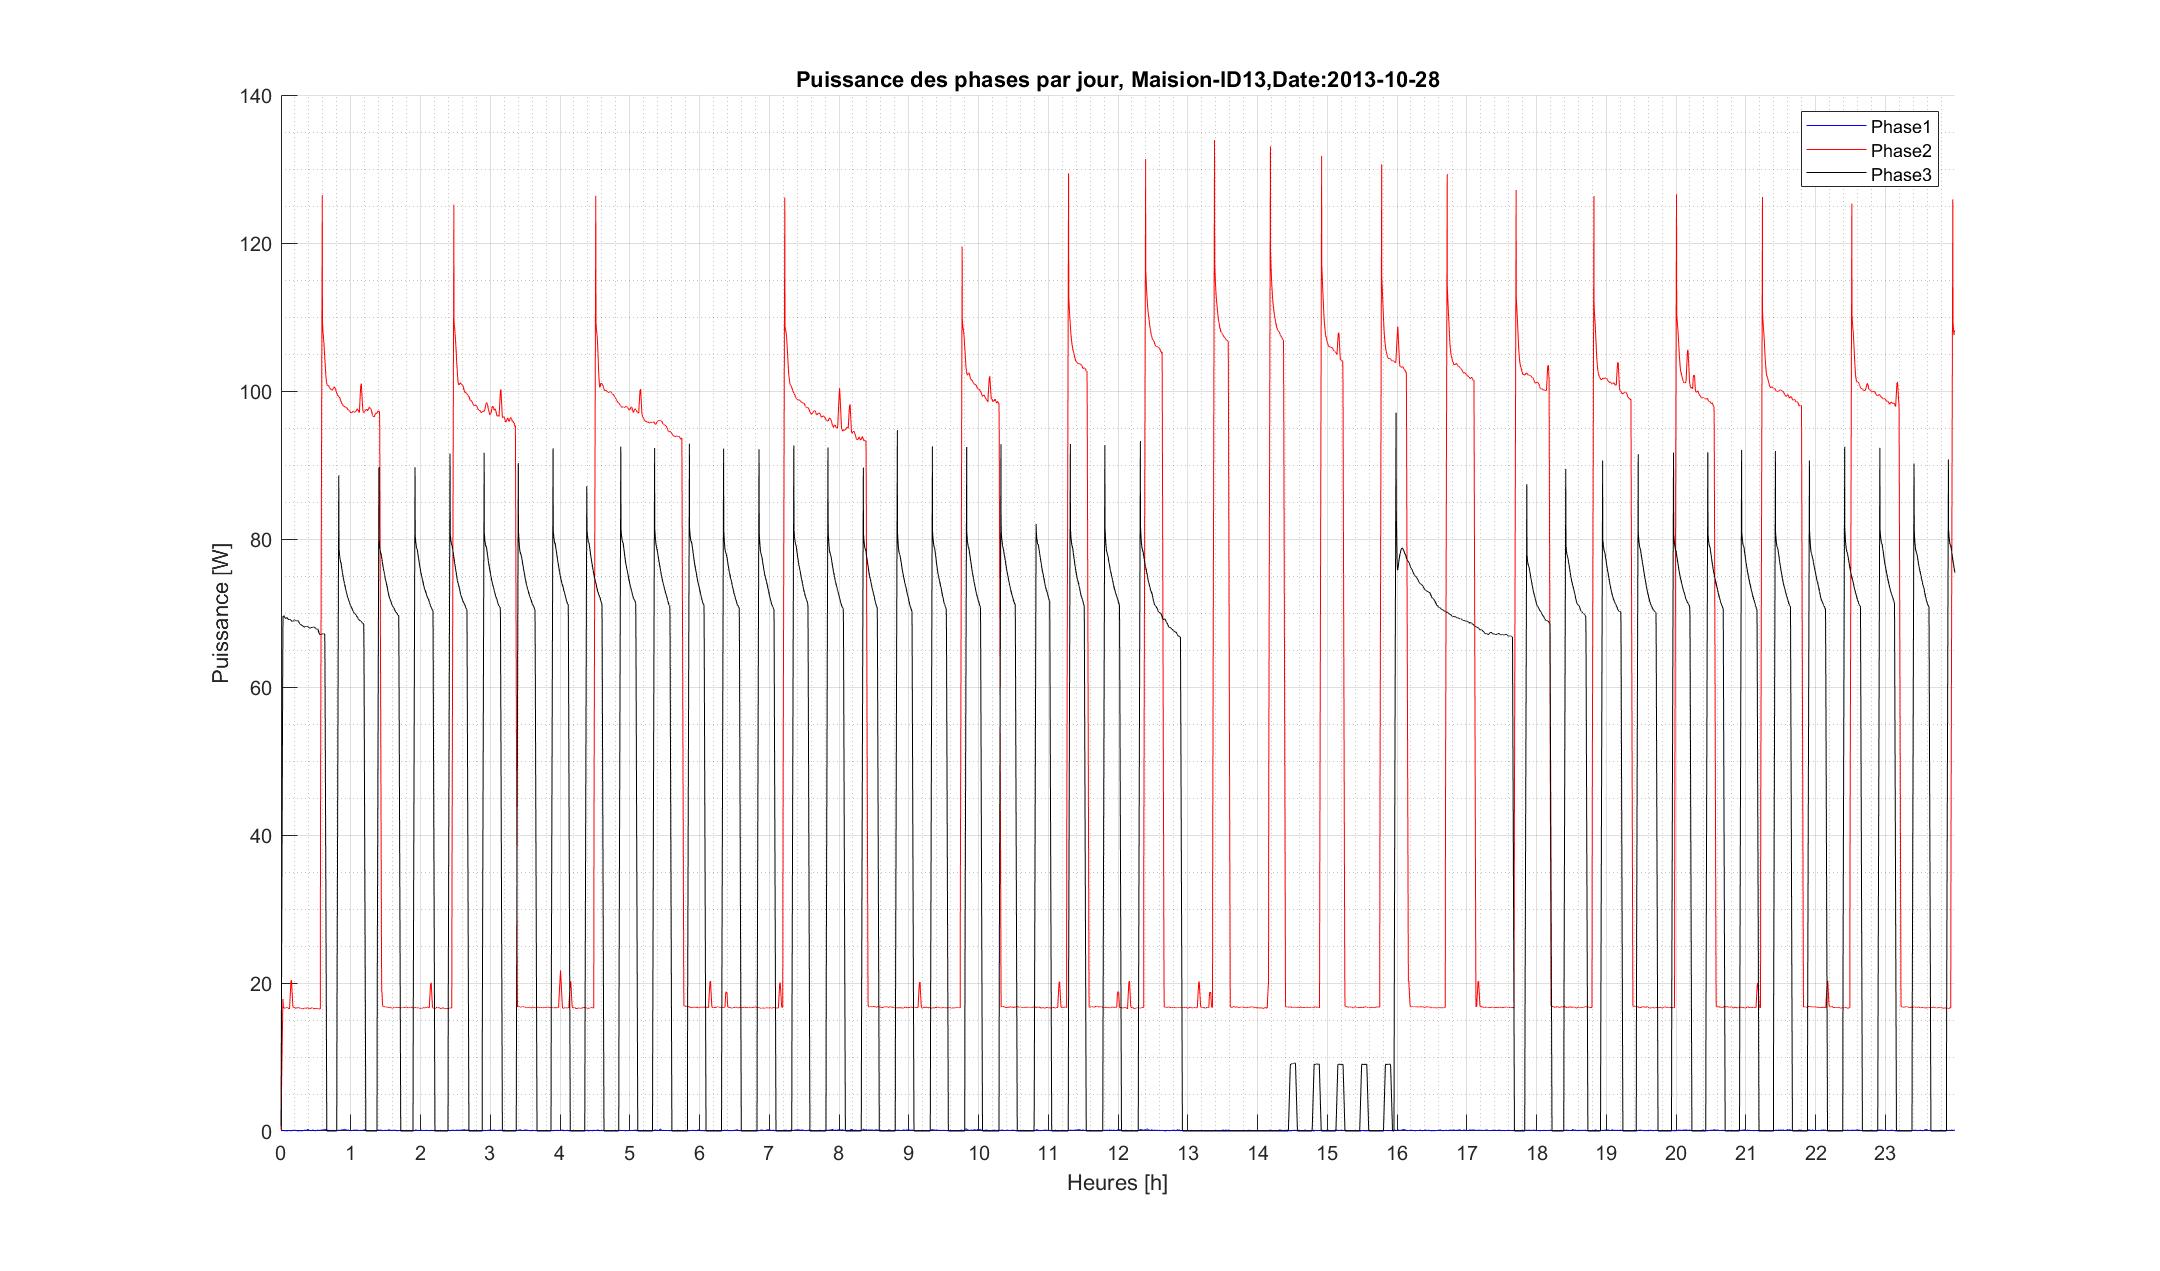 Puissance des phases par jour, Maision-ID13,Date:2013-10-28
140
120
100
80
60
40
20
0
Puissance [W]
Phase1
Phase2
Phase3
0 1 2 3 4 5 6 7 8 9 10 11 12 13 14 15 16 17 18 19 20 21 22 23
Heures [h]